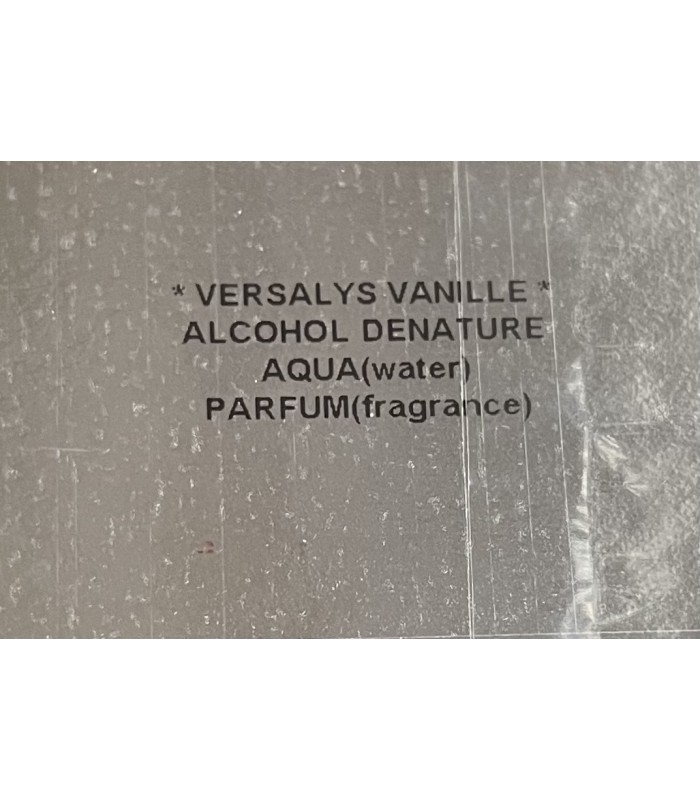 * VERSALYS VANILLE *
ALCOHOL DENATURE
AQUA(water)
PARFUM(fragrance)